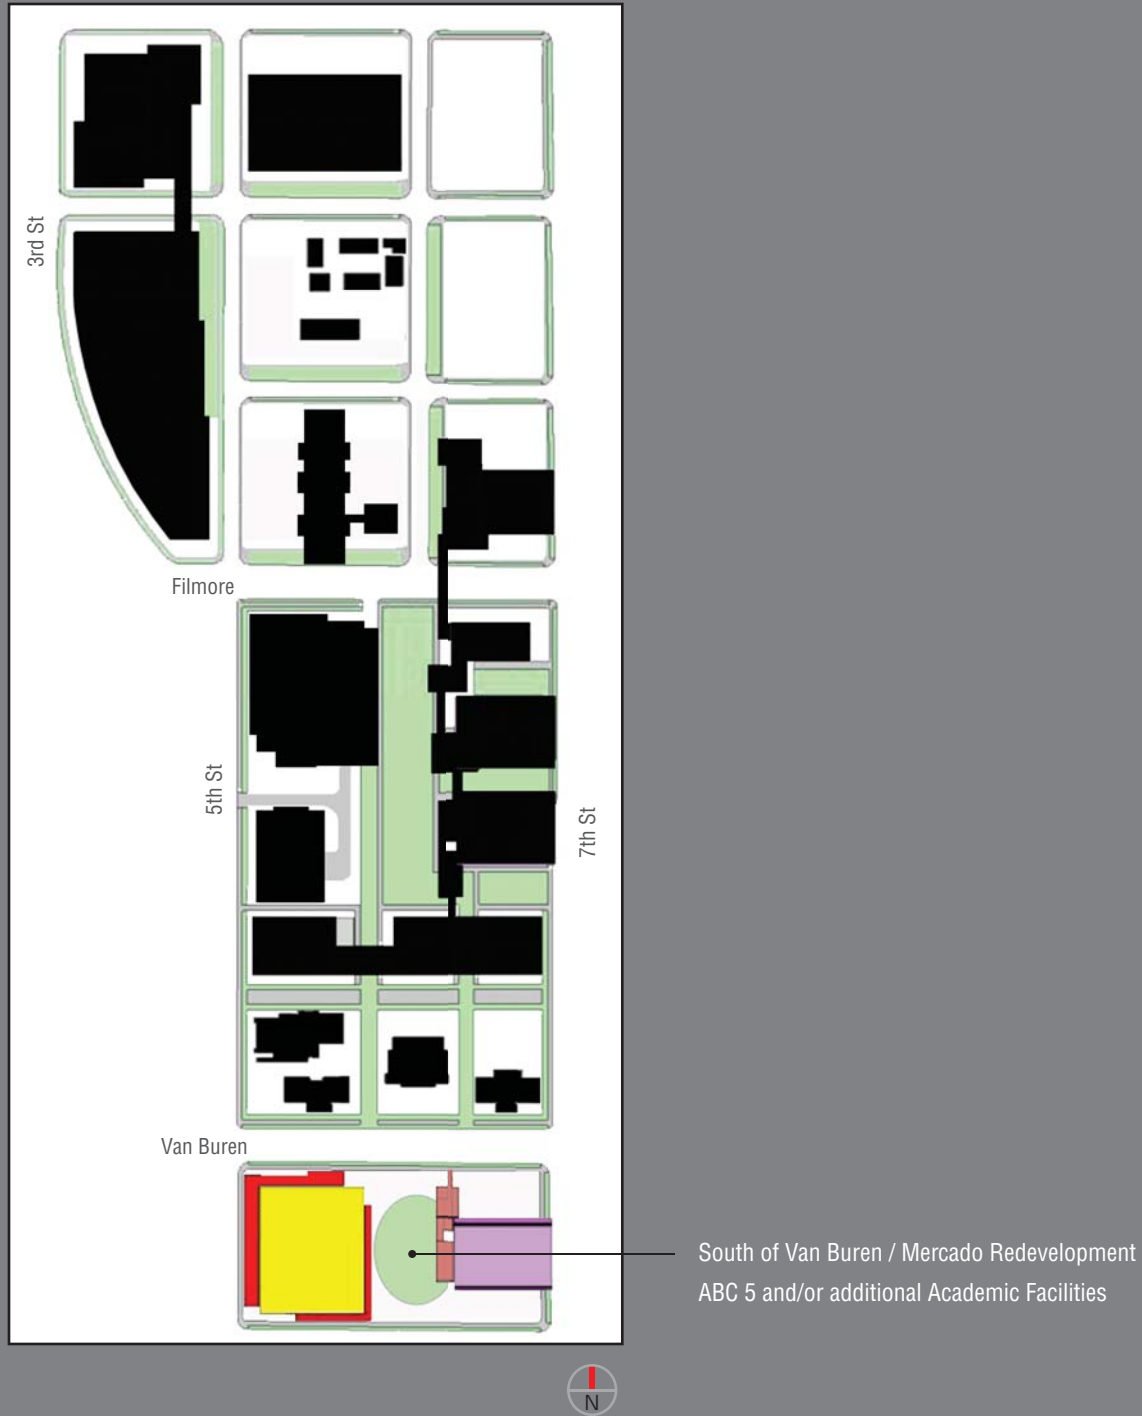 3rd St
Filmore
5th St
7th St
Van Buren
South of Van Buren / Mercado Redevelopment
ABC 5 and/or additional Academic Facilities
N